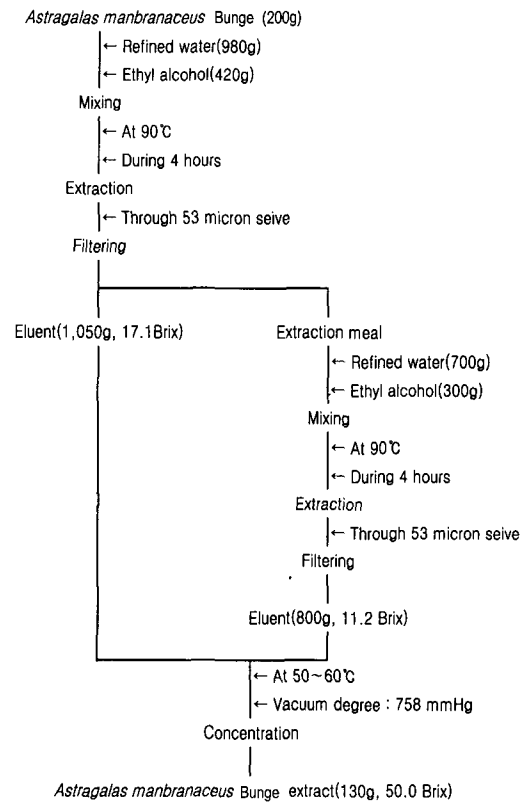 Astragalas manbranaceus Bunge (200g)
← Refined water(980g)
← Ethyl alcohol(420g)
Mixing
← At 90℃
← During 4 hours
Extraction
← Through 53 micron seive
Filtering
Eluent(1,050g, 17.1Brix)
Extraction meal
← Refined water(700g)
← Ethyl alcohol(300g)
Mixing
← At 90℃
← During 4 hours
Extraction
← Through 53 micron seive
Filtering
Eluent(800g, 11.2 Brix)
← At 50~60℃
← Vacuum degree : 758 mmHg
Concentration
Astragalas manbranaceus Bunge extract(130g, 50.0 Brix)